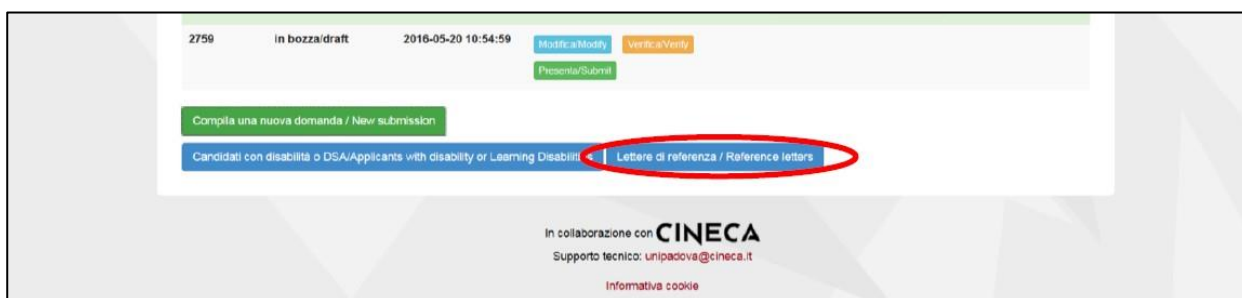 2759 in bozza/draft 2016-05-20 10:54:59 Modifica/Modify Verifica/Verify
Presenta/Submit
Compila una nuova domanda / New submission
Candidati con disabilità o DSA/Applicants with disability or Learning Disabilities Lettere di referenza / Reference letters
In collaborazione con CINECA
Supporto tecnico: unipadova@cineca.it
Informativa cookie